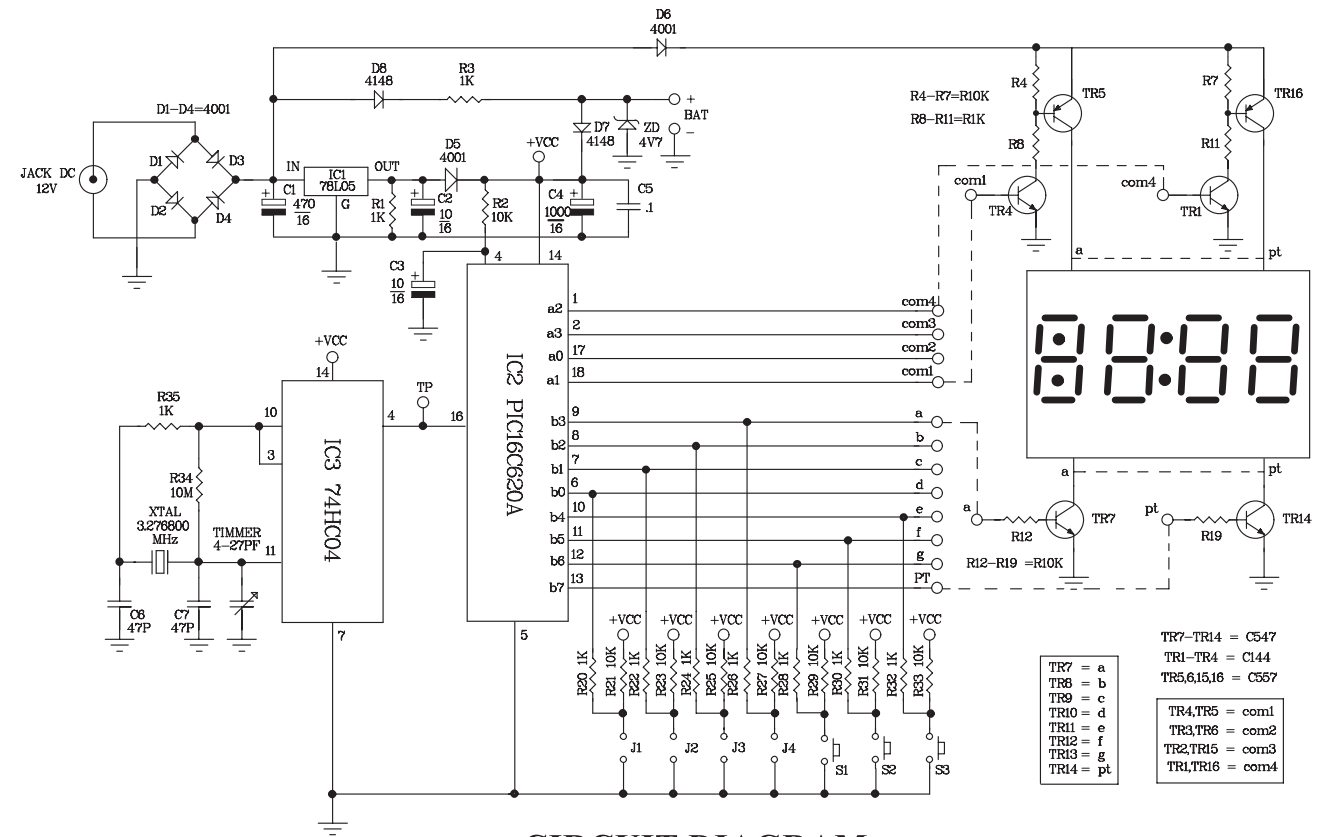 D6
4001
D8
4148
R3
1K
D1-D4=4001
R4
R4-R7=R10K
R8-R11=R1K
R8
TR5
R7
R11
TR16
+
BAT
-
D7
4148
ZD
4V7
+VCC
D5
4001
JACK DC
12V
D1
D3
D2
D4
IN
IC1
78L05
OUT
G
+
C1
470
16
R1
1K
+
C2
10
16
R2
10K
+
C4
1000
16
C5
.1
com1
TR4
com4
TR1
C3
+
10
16
4
14
a
pt
a2
1
com4
a3
2
com3
a0
17
com2
a1
18
com1
IC2 PIC16C620A
+VCC
14
TP
4
16
R35
1K
10
3
R34
10M
IC3 74HC04
XTAL
3.276800
MHz
TIMMER
4-27PF
11
C6
47P
C7
47P
7
5
b3
9
a
b2
8
b
b1
7
c
b0
6
d
b4
10
e
b5
11
f
b6
12
g
b7
13
PT
a
pt
a
R12
TR7
pt
R19
TR14
R12-R19 =R10K
+VCC
+VCC
+VCC
+VCC
+VCC
+VCC
+VCC
R20 1K
R21 10K
R22 1K
R23 10K
R24 1K
R25 10K
R26 1K
R27 10K
R28 1K
R29 10K
R30 1K
R31 10K
R32 1K
R33 10K
J1
J2
J3
J4
S1
S2
S3
TR7-TR14 = C547
TR1-TR4 = C144
TR5,6,15,16 = C557
TR7 = a
TR8 = b
TR9 = c
TR10 = d
TR11 = e
TR12 = f
TR13 = g
TR14 = pt
TR4,TR5 = com1
TR3,TR6 = com2
TR2,TR15 = com3
TR1,TR16 = com4
CIRCUIT DIAGRAM